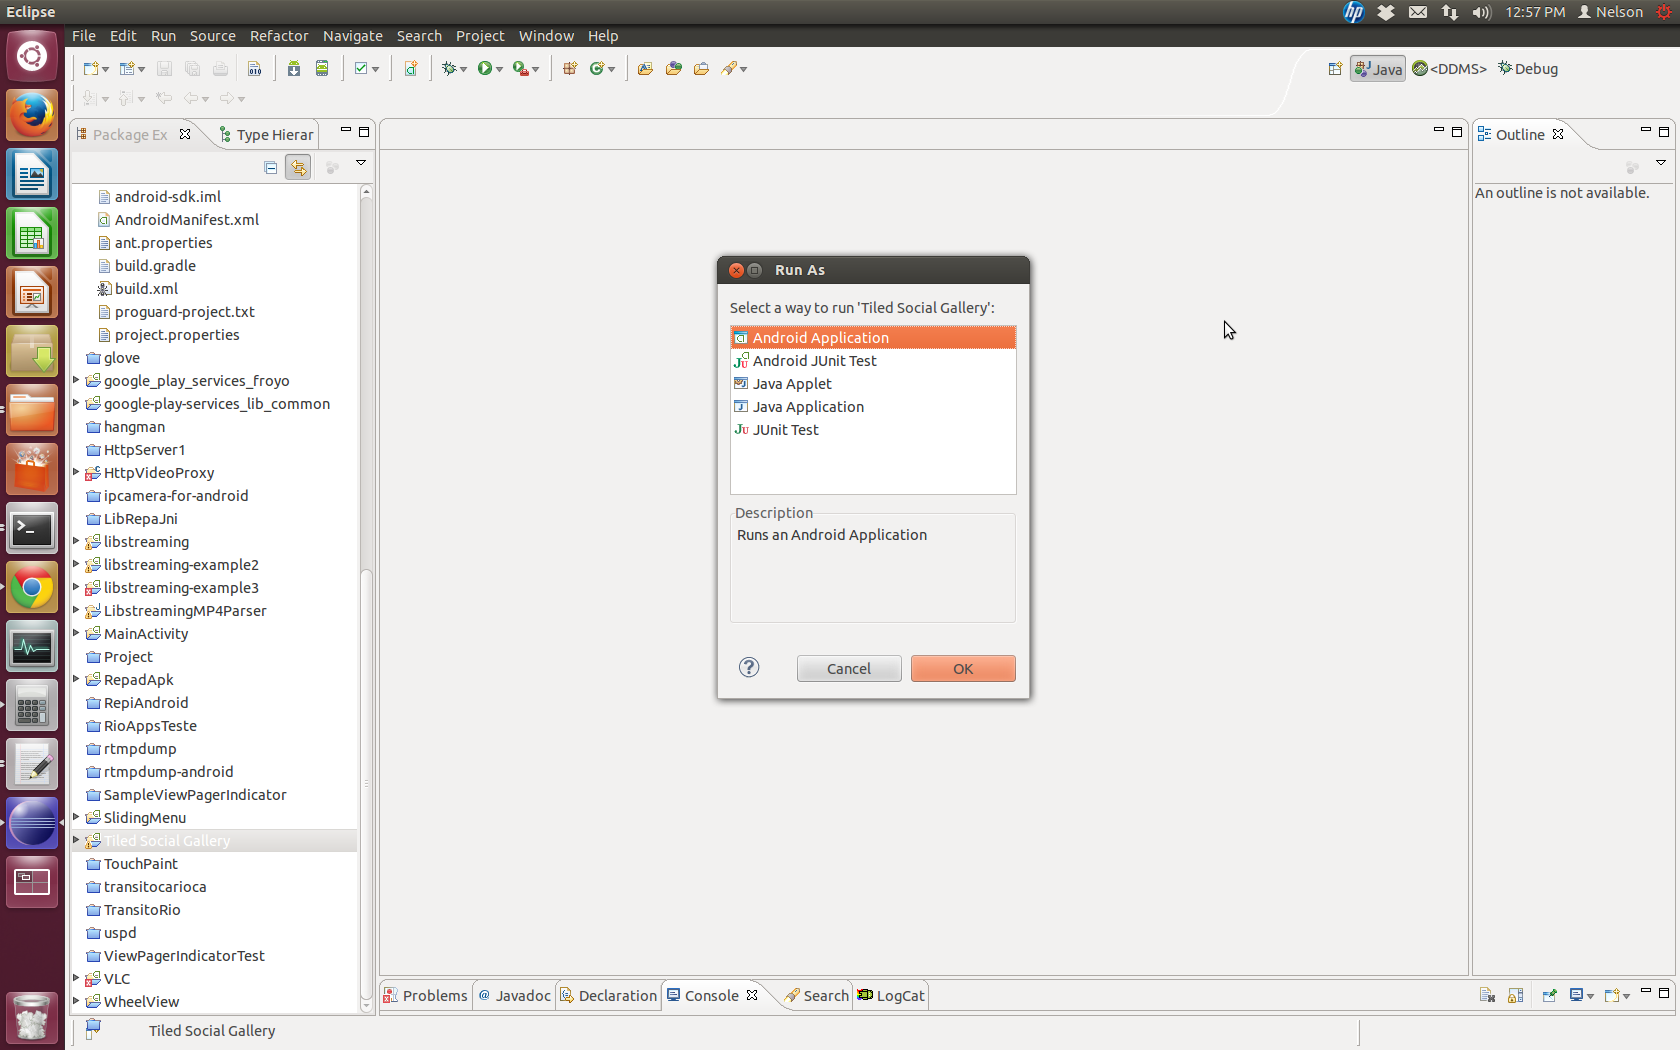 Eclipse
12:57 PM
Nelson
File Edit Run Source Refactor Navigate Search Project Window Help
Java <DDMS> Debug
Package Ex
Type Hierar
Outline
An outline is not available.
android-sdk.iml
AndroidManifest.xml
ant.properties
build.gradle
build.xml
proguard-project.txt
project.properties
glove
google_play_services_froyo
google-play-services_lib_common
hangman
HttpServer1
HttpVideoProxy
ipcamera-for-android
LibRepaJni
libstreaming
libstreaming-example2
libstreaming-example3
LibstreamingMP4Parser
MainActivity
Project
RepadApk
RepiAndroid
RioAppsTeste
rtmpdump
rtmpdump-android
SampleViewPagerIndicator
SlidingMenu
Tiled Social Gallery
TouchPaint
transitocarioca
TransitoRio
uspd
ViewPagerIndicatorTest
VLC
WheelView
Run As
Select a way to run 'Tiled Social Gallery':
Android Application
Android JUnit Test
Java Applet
Java Application
JUnit Test
Description
Runs an Android Application
Cancel
OK
Problems
@ Javadoc
Declaration
Console
Search
LogCat
Tiled Social Gallery